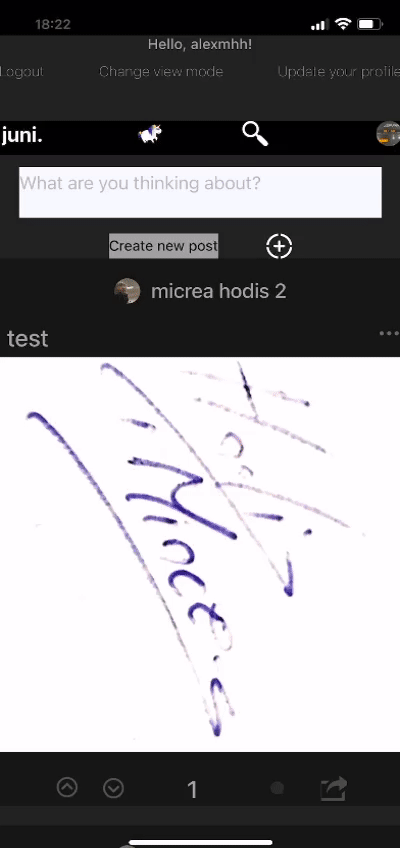 18:22
Hello, alexmhh!
Logout Change view mode Update your profile
juni.
What are you thinking about?
Create new post
micrea hodis 2
test
1